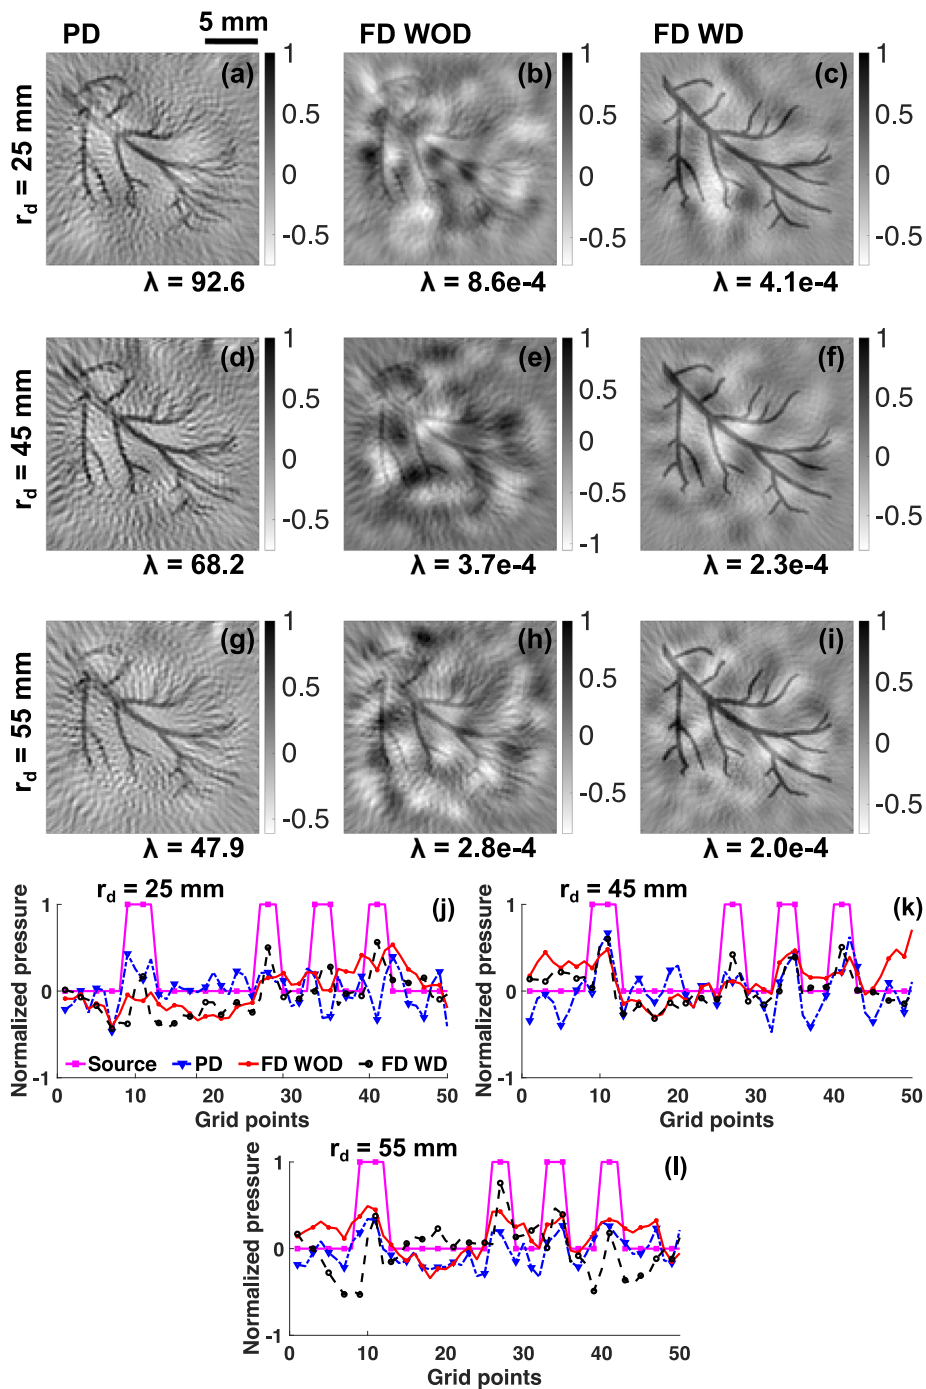 PD
5 mm
FD WOD
FD WD
r_d = 25 mm
(a)
1
0.5
0
-0.5
λ = 92.6
(b)
1
0.5
0
-0.5
λ = 8.6e-4
(c)
1
0.5
0
-0.5
λ = 4.1e-4
r_d = 45 mm
(d)
1
0.5
0
-0.5
λ = 68.2
(e)
1
0.5
0
-0.5
-1
λ = 3.7e-4
(f)
1
0.5
0
-0.5
λ = 2.3e-4
r_d = 55 mm
(g)
1
0.5
0
-0.5
λ = 47.9
(h)
1
0.5
0
-0.5
λ = 2.8e-4
(i)
1
0.5
0
-0.5
λ = 2.0e-4
r_d = 25 mm
(j)
Normalized pressure
1
0
-1
Source
PD
FD WOD
FD WD
0 10 20 30 40 50
Grid points
r_d = 45 mm
(k)
Normalized pressure
1
0
-1
0 10 20 30 40 50
Grid points
r_d = 55 mm
(l)
Normalized pressure
1
0
-1
0 10 20 30 40 50
Grid points